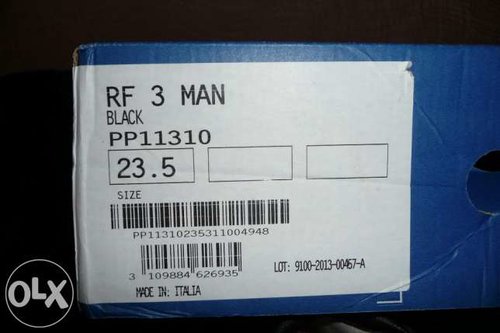 RF 3 MAN
BLACK
PP11310
23.5
SIZE
PP11310235311004948
3 109884 626935
LOT: 9100-2013-00467-A
MADE IN: ITALIA
OLX